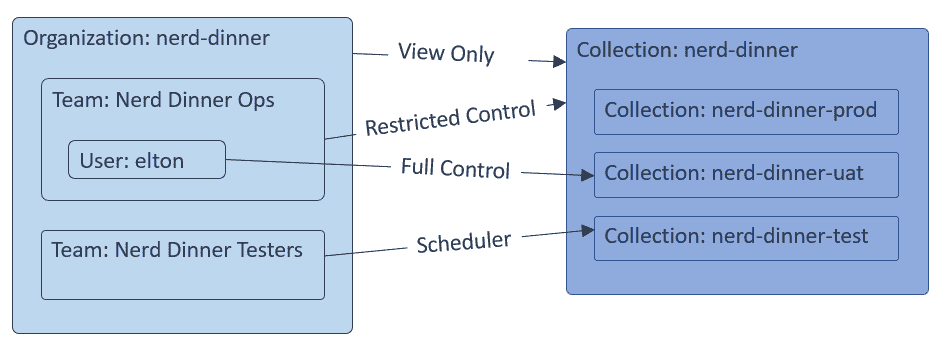 Organization: nerd-dinner
Team: Nerd Dinner Ops
User: elton
Team: Nerd Dinner Testers
View Only
Restricted Control
Full Control
Scheduler
Collection: nerd-dinner
Collection: nerd-dinner-prod
Collection: nerd-dinner-uat
Collection: nerd-dinner-test